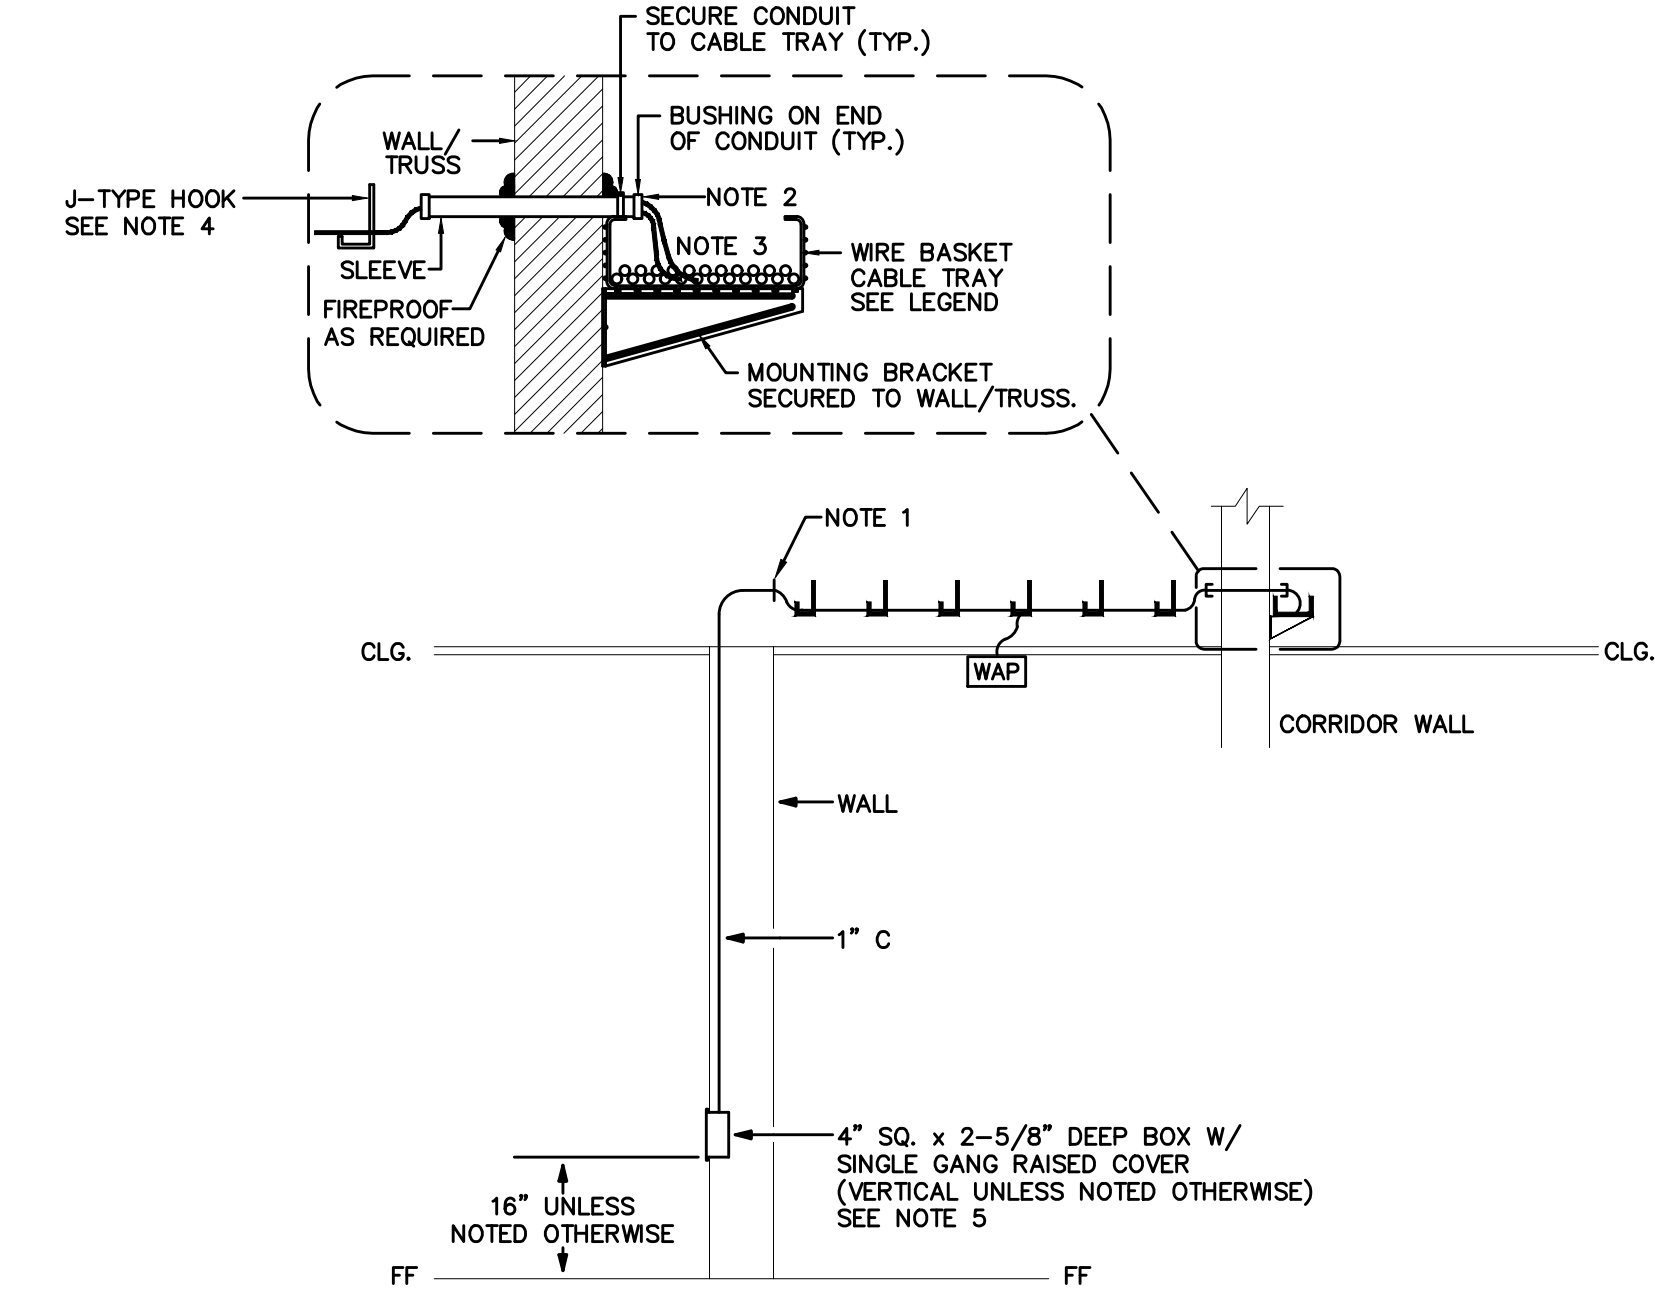 SECURE CONDUIT
TO CABLE TRAY (TYP.)
BUSHING ON END
OF CONDUIT (TYP.)
WALL/
TRUSS
J-TYPE HOOK
SEE NOTE 4
NOTE 2
NOTE 3
SLEEVE
WIRE BASKET
CABLE TRAY
SEE LEGEND
FIREPROOF
AS REQUIRED
MOUNTING BRACKET
SECURED TO WALL/TRUSS.
NOTE 1
CLG.
CLG.
WAP
CORRIDOR WALL
WALL
1" C
4" SQ. x 2-5/8" DEEP BOX W/
SINGLE GANG RAISED COVER
(VERTICAL UNLESS NOTED OTHERWISE)
SEE NOTE 5
16" UNLESS
NOTED OTHERWISE
FF
FF